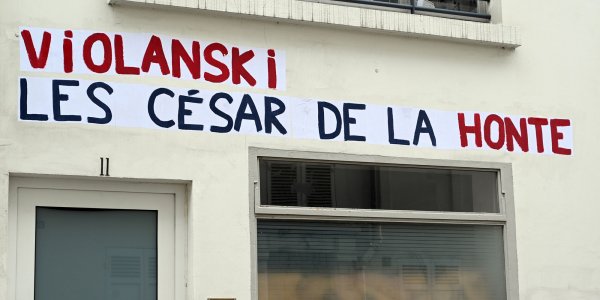 ViOLANSKi
LES CÉSAR DE LA HONTE
11